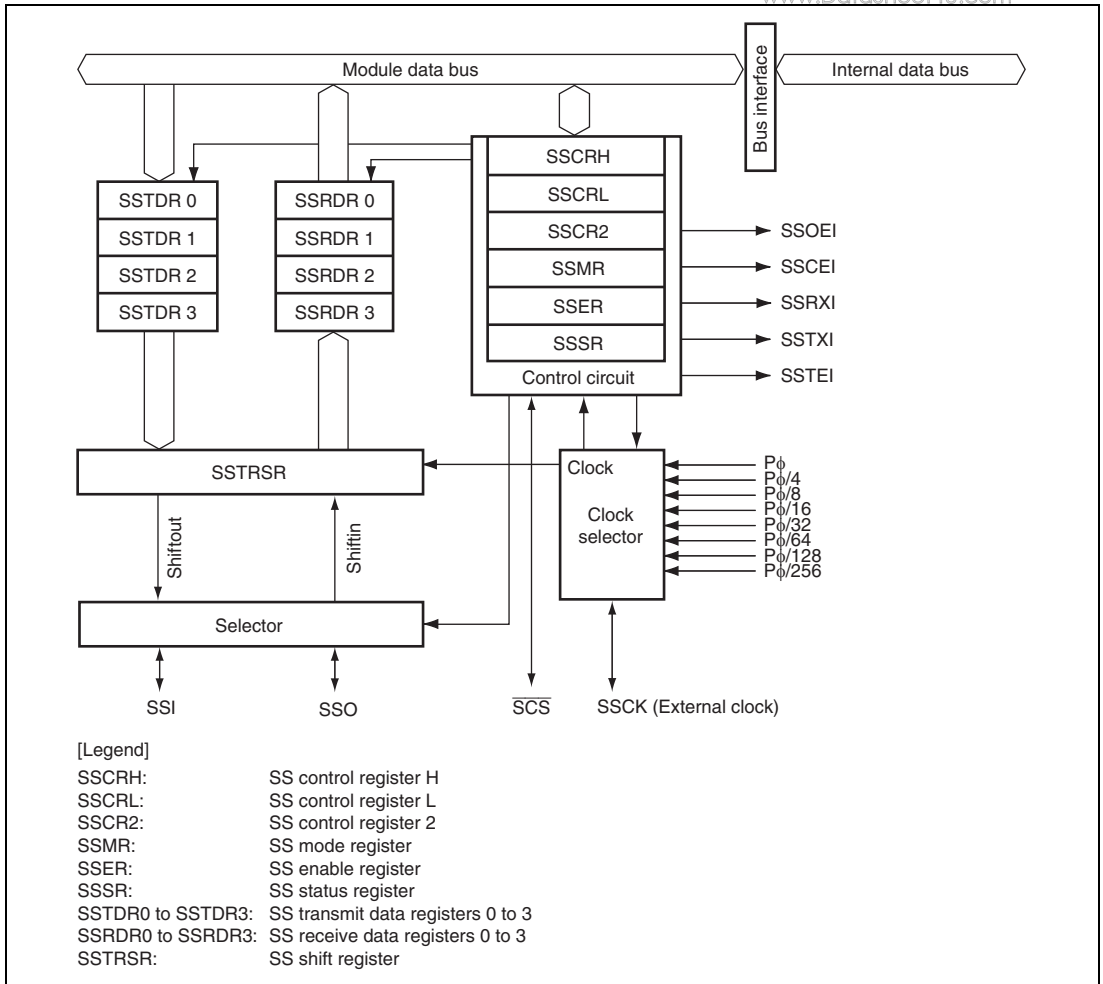 Module data bus
Bus interface
Internal data bus
SSCRH
SSCRL
SSCR2
SSMR
SSER
SSSR
Control circuit
SSTDR 0
SSTDR 1
SSTDR 2
SSTDR 3
SSRDR 0
SSRDR 1
SSRDR 2
SSRDR 3
SSOEI
SSCEI
SSRXI
SSTXI
SSTEI
SSTRSR
Clock
Clock
selector
Pϕ
Pϕ/4
Pϕ/8
Pϕ/16
Pϕ/32
Pϕ/64
Pϕ/128
Pϕ/256
Shiftout
Shiftin
Selector
SSI
SSO
SCS
SSCK (External clock)
[Legend]
SSCRH: SS control register H
SSCRL: SS control register L
SSCR2: SS control register 2
SSMR: SS mode register
SSER: SS enable register
SSSR: SS status register
SSTDR0 to SSTDR3: SS transmit data registers 0 to 3
SSRDR0 to SSRDR3: SS receive data registers 0 to 3
SSTRSR: SS shift register